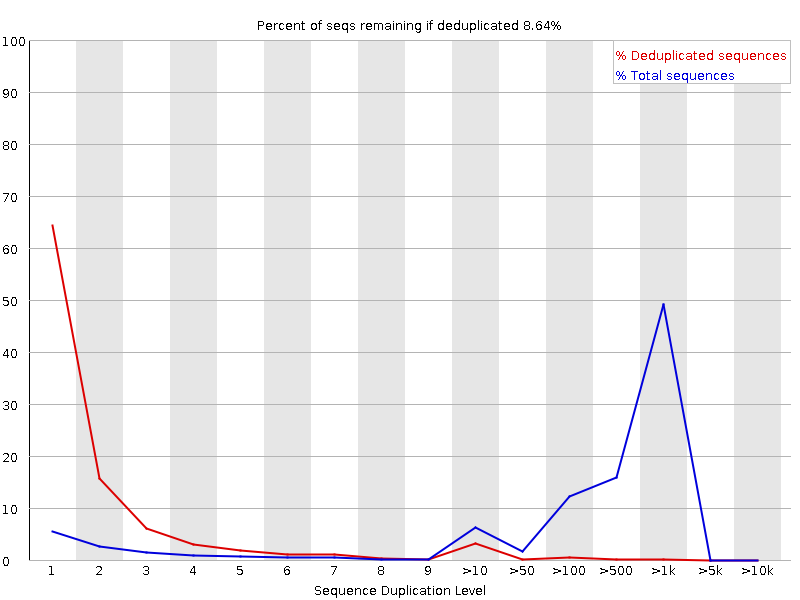 Percent of seqs remaining if deduplicated 8.64%
% Deduplicated sequences
% Total sequences
100
90
80
70
60
50
40
30
20
10
0
1 2 3 4 5 6 7 8 9 >10 >50 >100 >500 >1k >5k >10k
Sequence Duplication Level